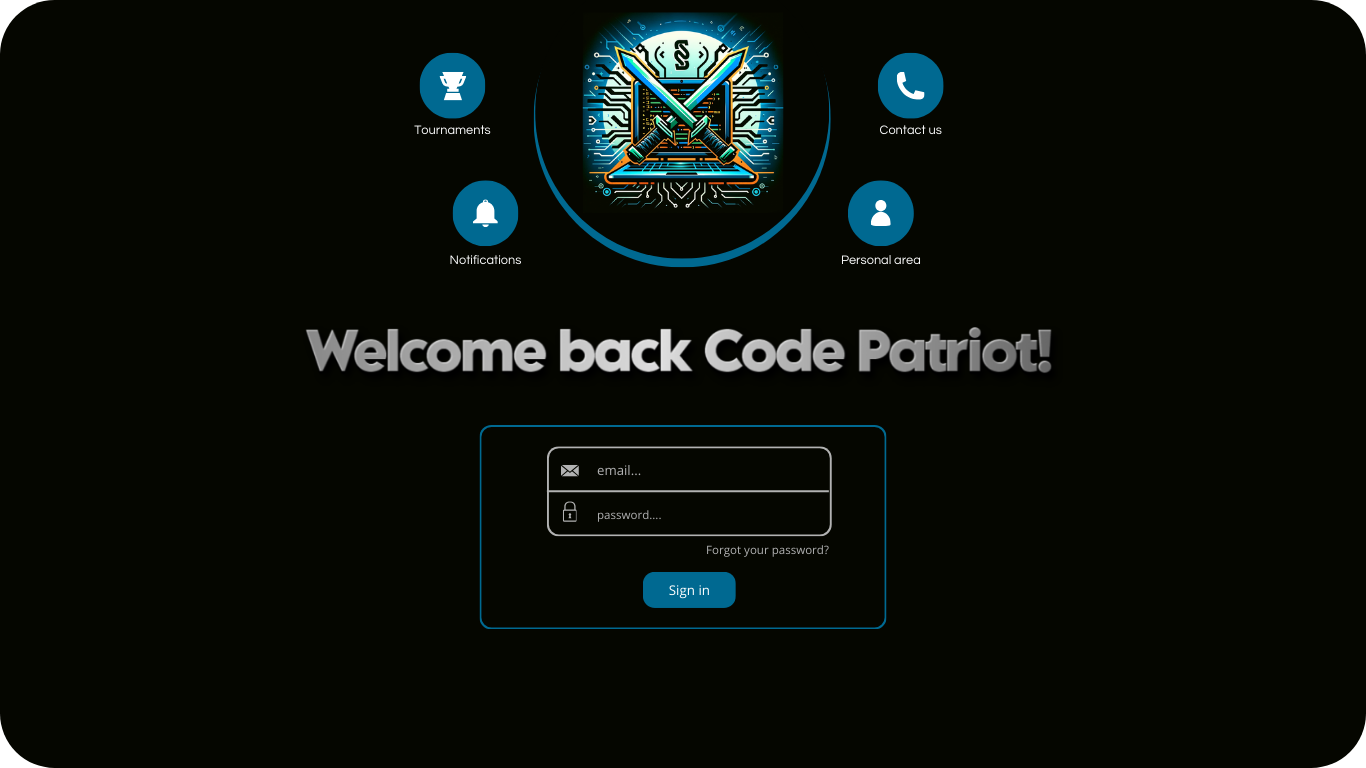 Tournaments
Contact us
Notifications
Personal area
Welcome back Code Patriot!
email...
password....
Forgot your password?
Sign in